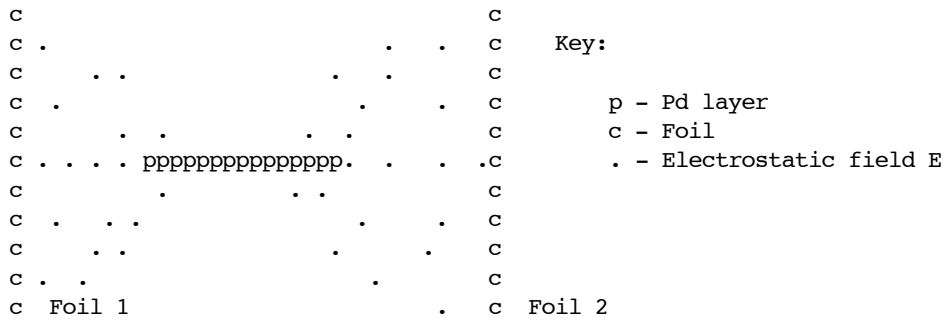 c c
c . . . c Key:
c . . . . c
c . . . c p – Pd layer
c . . . . c c – Foil
c . . . . ppppppppppppppp. . . .c . – Electrostatic field E
c . . . c
c . . . . . c
c . . . . c
c . . . c
c Foil 1 . c Foil 2